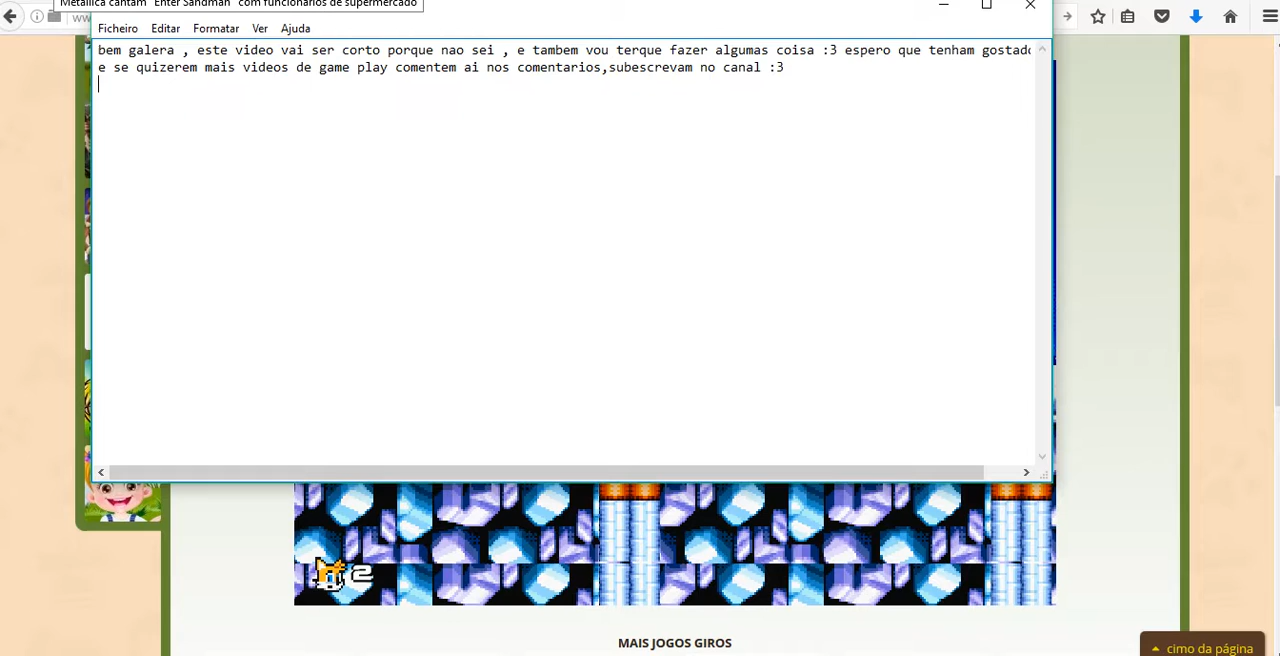 Metallica cantam "Enter Sandman" com funcionários de supermercado
www
Ficheiro Editar Formatar Ver Ajuda
bem galera , este video vai ser corto porque nao sei , e tambem vou terque fazer algumas coisa :3 espero que tenham gostado
e se quizerem mais videos de game play comentem ai nos comentarios,subescrevam no canal :3
2
MAIS JOGOS GIROS
cimo da página